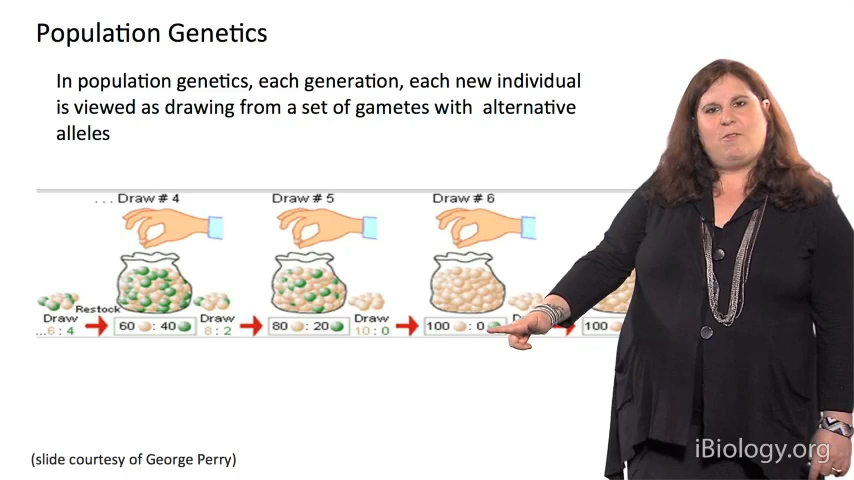 Population Genetics
In population genetics, each generation, each new individual
is viewed as drawing from a set of gametes with alternative
alleles
... Draw # 4
Draw # 5
Draw # 6
Restock
Draw
...6 : 4
60 : 40
Draw
8 : 2
80 : 20
Draw
10 : 0
100 : 0
100
(slide courtesy of George Perry)
iBiology.org